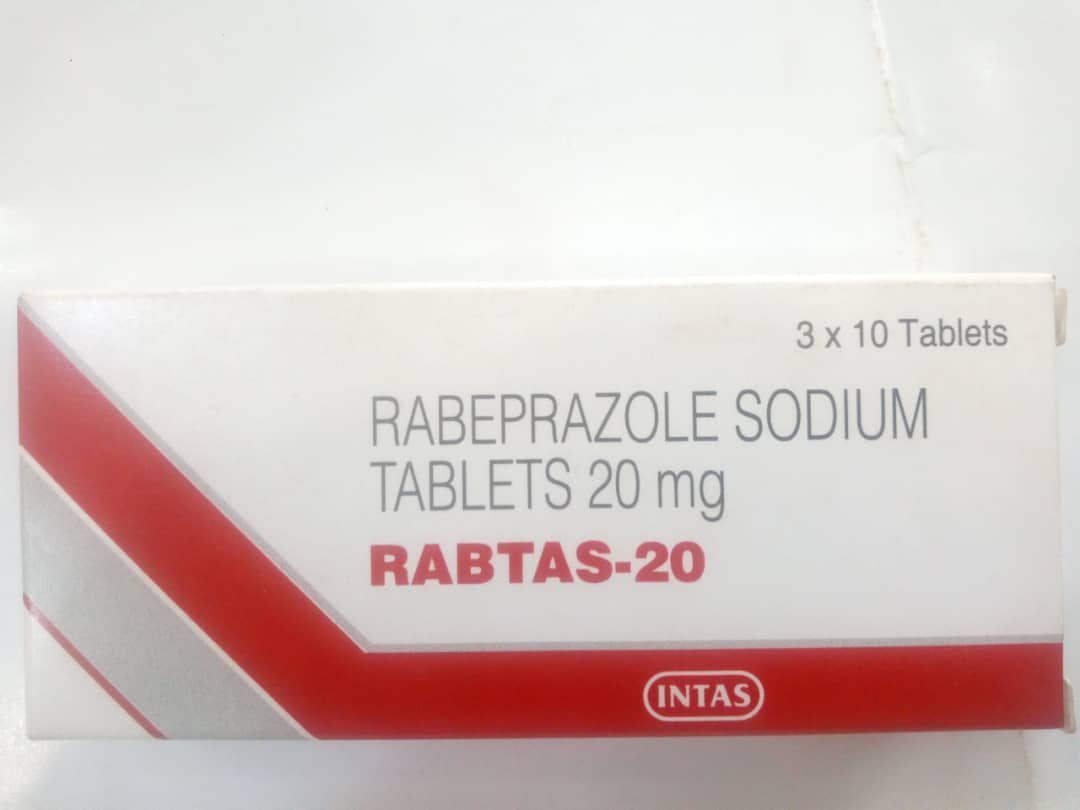 3 x 10 Tablets
RABEPRAZOLE SODIUM
TABLETS 20 mg
RABTAS-20
INTAS